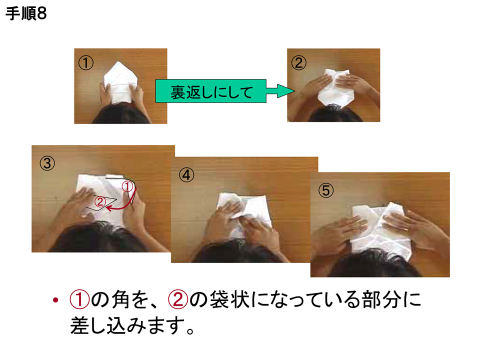 手順８
①
裏返しにして
②
③
①
②
④
⑤
• ①の角を、②の袋状になっている部分に
差し込みます。